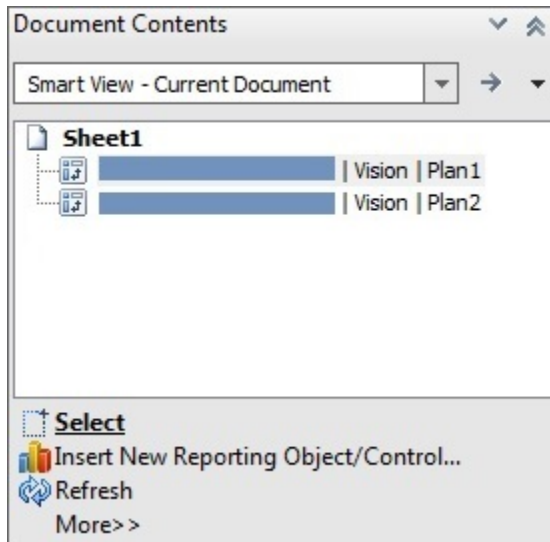 Document Contents
Smart View - Current Document
Sheet1
| Vision | Plan1
| Vision | Plan2
Select
Insert New Reporting Object/Control...
Refresh
More>>